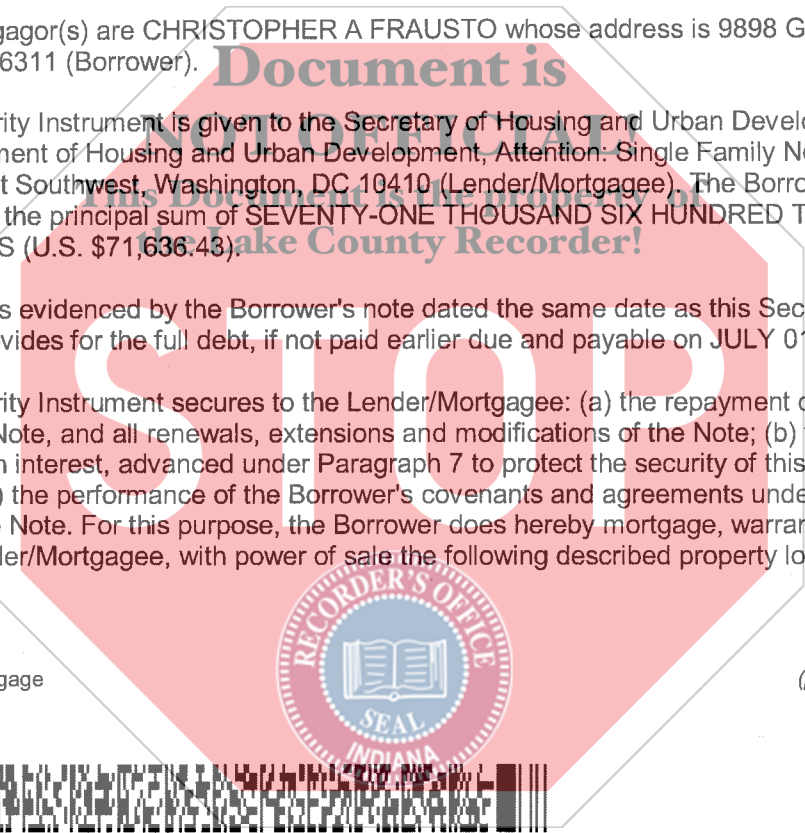 gagor(s) are CHRISTOPHER A FRAUSTO whose address is 9898 G
6311 (Borrower).
Document is
rity Instrument is given to the Secretary of Housing and Urban Develo
NOT OFFICIAL!
ment of Housing and Urban Development, Attention: Single Family No
t Southwest, Washington, DC 10410 (Lender/Mortgagee). The Borro
This Document is the property of
the principal sum of SEVENTY-ONE THOUSAND SIX HUNDRED T
S (U.S. $71,636.43).
the Lake County Recorder!
s evidenced by the Borrower's note dated the same date as this Sec
vides for the full debt, if not paid earlier due and payable on JULY 01
STOP
rity Instrument secures to the Lender/Mortgagee: (a) the repayment o
Note, and all renewals, extensions and modifications of the Note; (b)
n interest, advanced under Paragraph 7 to protect the security of this
) the performance of the Borrower's covenants and agreements unde
e Note. For this purpose, the Borrower does hereby mortgage, warran
der/Mortgagee, with power of sale the following described property lo
RECORDER'S OFFICE
SEAL
INDIANA
gage
(